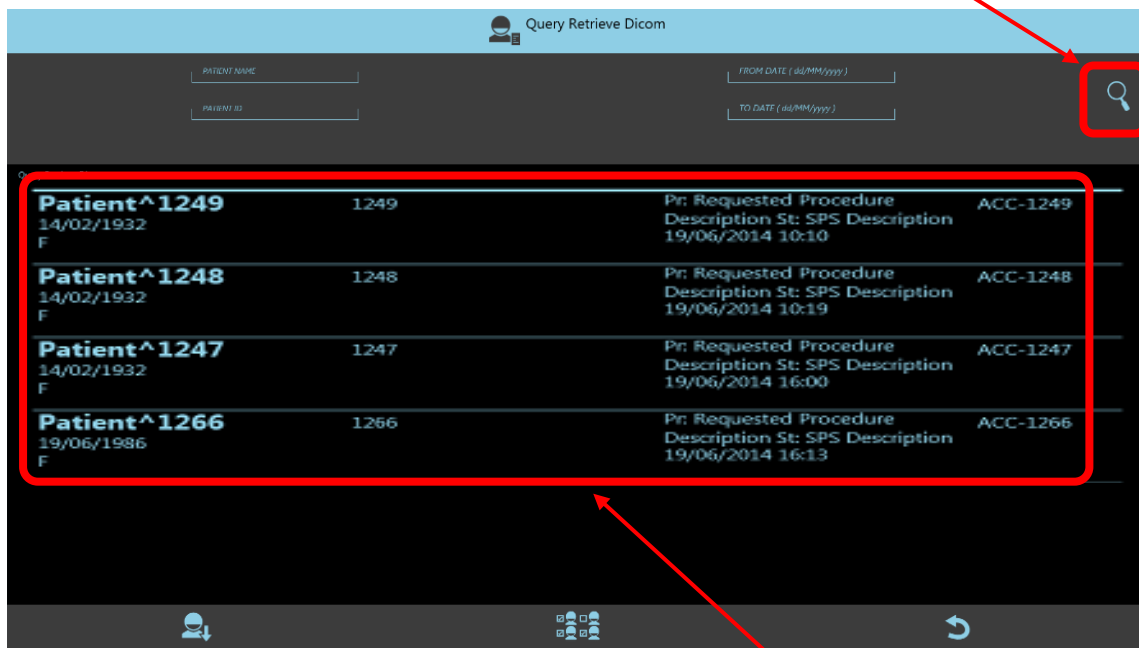 Query Retrieve Dicom
PATIENT NAME
FROM DATE ( dd/MM/yyyy )
PATIENT ID
TO DATE ( dd/MM/yyyy )
Patient^1249
1249
Pr: Requested Procedure
ACC-1249
14/02/1932
Description St: SPS Description
F
19/06/2014 10:10
Patient^1248
1248
Pr: Requested Procedure
ACC-1248
14/02/1932
Description St: SPS Description
F
19/06/2014 10:19
Patient^1247
1247
Pr: Requested Procedure
ACC-1247
14/02/1932
Description St: SPS Description
F
19/06/2014 16:00
Patient^1266
1266
Pr: Requested Procedure
ACC-1266
19/06/1986
Description St: SPS Description
F
19/06/2014 16:13